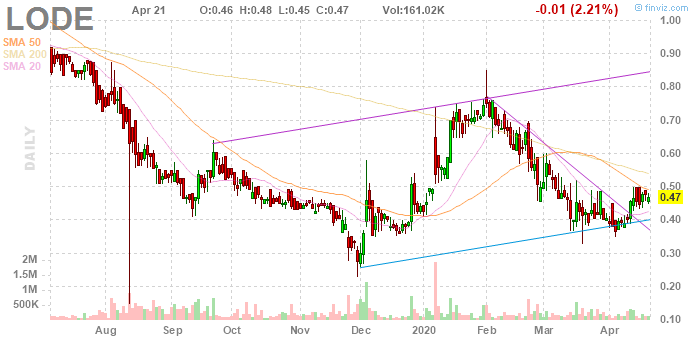 LODE
Apr 21 O:0.46 H:0.48 L:0.45 C:0.47 Vol:161.02K -0.01 (2.21%)
© finviz.com
SMA 50
SMA 200
SMA 20
DAILY
1.00
0.90
0.80
0.70
0.60
0.50
0.47
0.40
0.30
0.20
0.10
2M
1.5M
1M
500K
Aug Sep Oct Nov Dec 2020 Feb Mar Apr